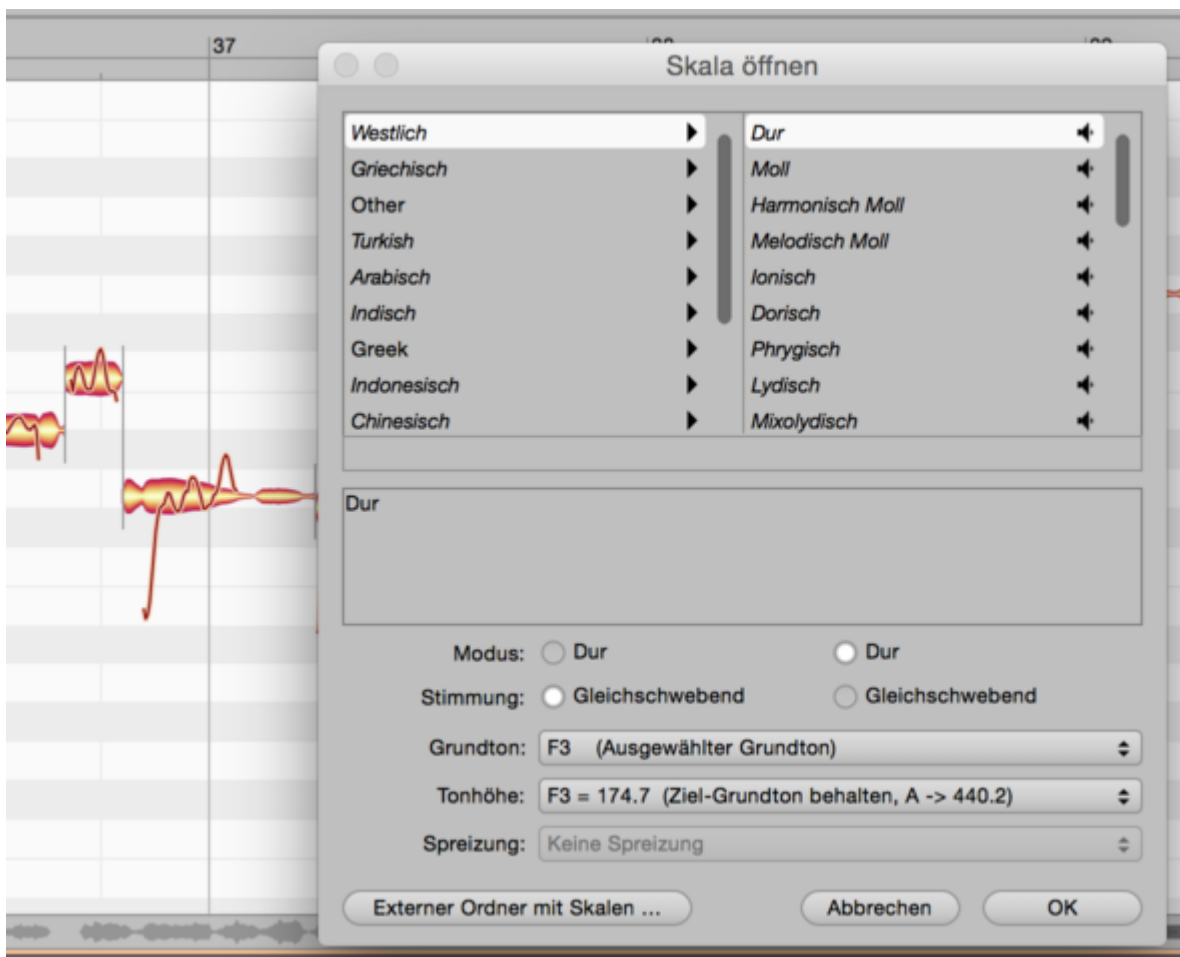 37
Skala öffnen
Westlich
Griechisch
Other
Turkish
Arabisch
Indisch
Greek
Indonesisch
Chinesisch
Dur
Moll
Harmonisch Moll
Melodisch Moll
Ionisch
Dorisch
Phrygisch
Lydisch
Mixolydisch
Dur
Modus: Dur Dur
Stimmung: Gleichschwebend Gleichschwebend
Grundton: F3 (Ausgewählter Grundton)
Tonhöhe: F3 = 174.7 (Ziel-Grundton behalten, A -> 440.2)
Spreizung: Keine Spreizung
Externer Ordner mit Skalen ... Abbrechen OK